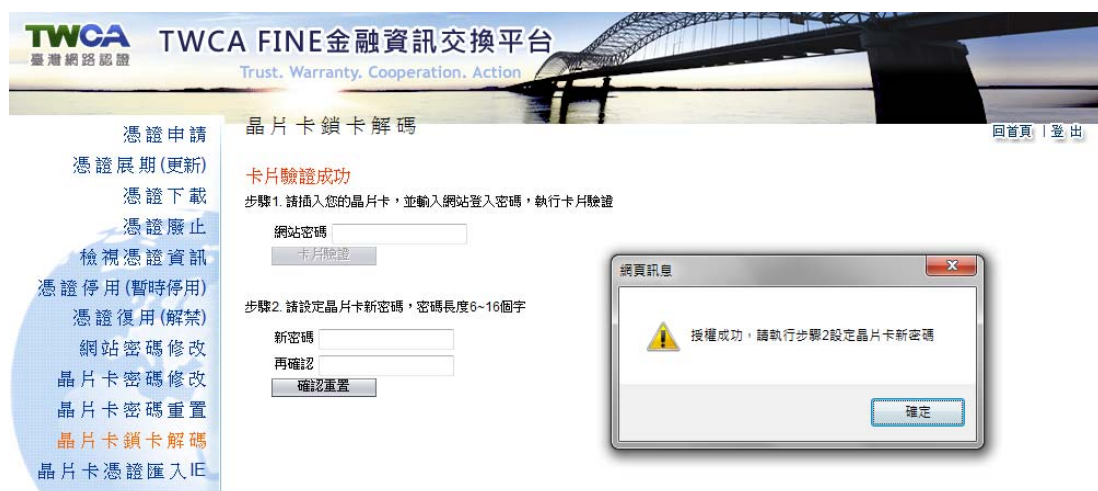 TWCA
臺灣網路認證
TWCA FINE金融資訊交換平台
Trust. Warranty. Cooperation. Action
回首頁 | 登出
憑證申請
憑證展期(更新)
憑證下載
憑證廢止
檢視憑證資訊
憑證停用(暫時停用)
憑證復用(解禁)
網站密碼修改
晶片卡密碼修改
晶片卡密碼重置
晶片卡鎖卡解碼
晶片卡憑證匯入IE
晶片卡鎖卡解碼
卡片驗證成功
步驟1. 請插入您的晶片卡，並輸入網站登入密碼，執行卡片驗證
網站密碼
卡片驗證
步驟2. 請設定晶片卡新密碼，密碼長度6~16個字
新密碼
再確認
確認重置
網頁訊息
授權成功，請執行步驟2設定晶片卡新密碼
確定